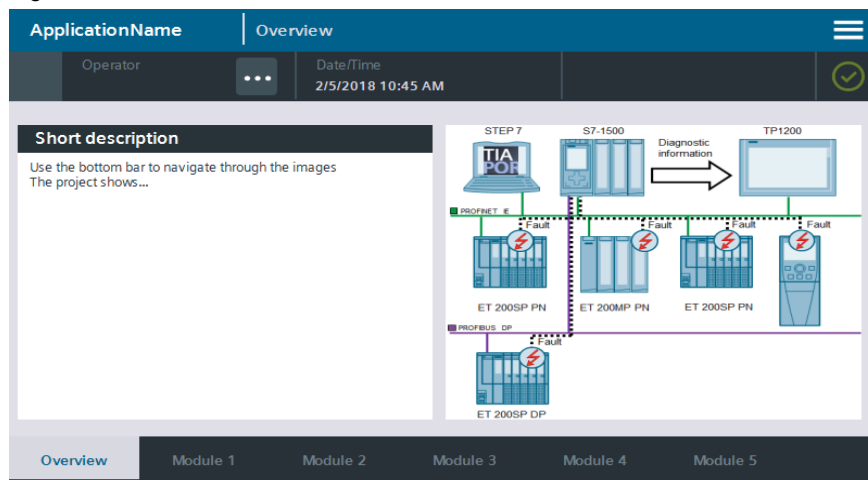 ApplicationName
Overview
Operator
...
Date/Time
2/5/2018 10:45 AM
Short description
Use the bottom bar to navigate through the images
The project shows...
STEP 7
S7-1500
TP1200
Diagnostic
information
TIA
POR
PROFINET IE
Fault
Fault
Fault
Fault
ET 200SP PN
ET 200MP PN
ET 200SP PN
PROFIBUS DP
Fault
ET 200SP DP
Overview
Module 1
Module 2
Module 3
Module 4
Module 5